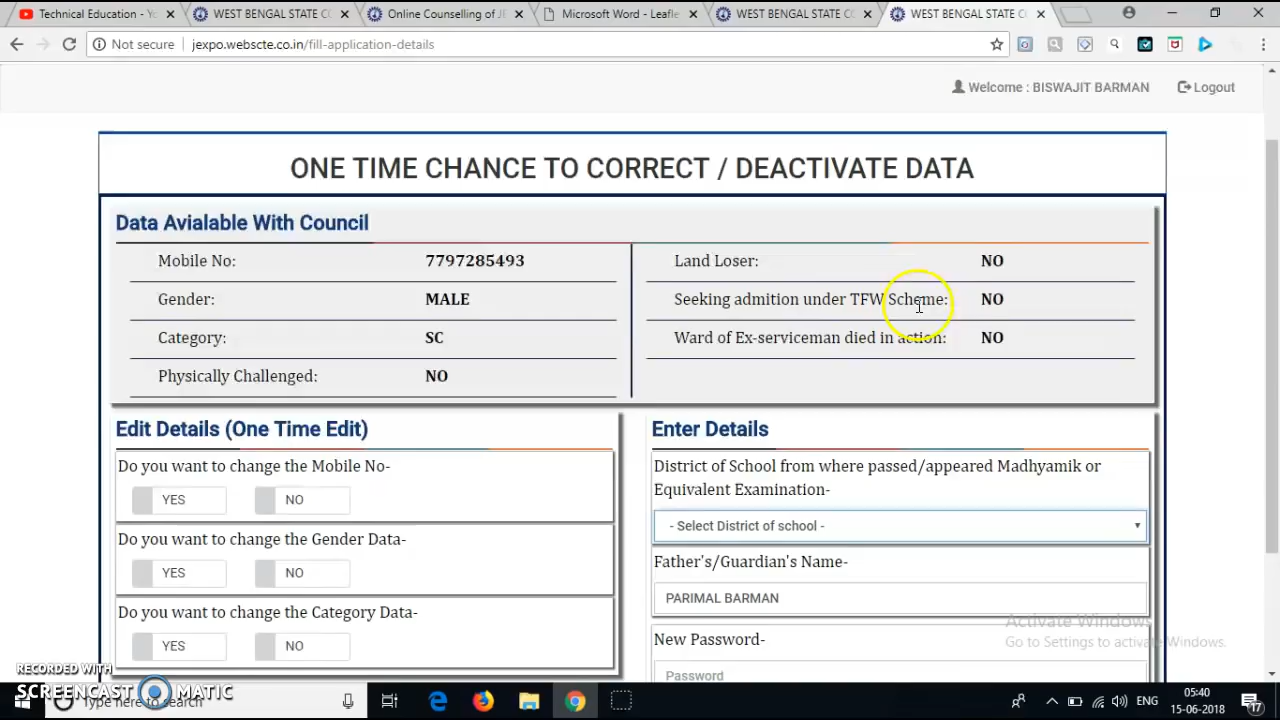 Technical Education - Yo
WEST BENGAL STATE CO
Online Counselling of JE
Microsoft Word - Leafle
WEST BENGAL STATE CO
WEST BENGAL STATE CO
Not secure | jexpo.webscte.co.in/fill-application-details
Welcome : BISWAJIT BARMAN
Logout
ONE TIME CHANCE TO CORRECT / DEACTIVATE DATA
Data Avialable With Council
Mobile No: 7797285493
Gender: MALE
Category: SC
Physically Challenged: NO
Land Loser: NO
Seeking admition under TFW Scheme: NO
Ward of Ex-serviceman died in action: NO
Edit Details (One Time Edit)
Do you want to change the Mobile No-
YES NO
Do you want to change the Gender Data-
YES NO
Do you want to change the Category Data-
YES NO
Enter Details
District of School from where passed/appeared Madhyamik or
Equivalent Examination-
- Select District of school -
Father's/Guardian's Name-
PARIMAL BARMAN
New Password-
Password
Activate Windows
Go to Settings to activate Windows.
RECORDED WITH
SCREENCAST MATIC
Type here to search
ENG
05:40
15-06-2018
17